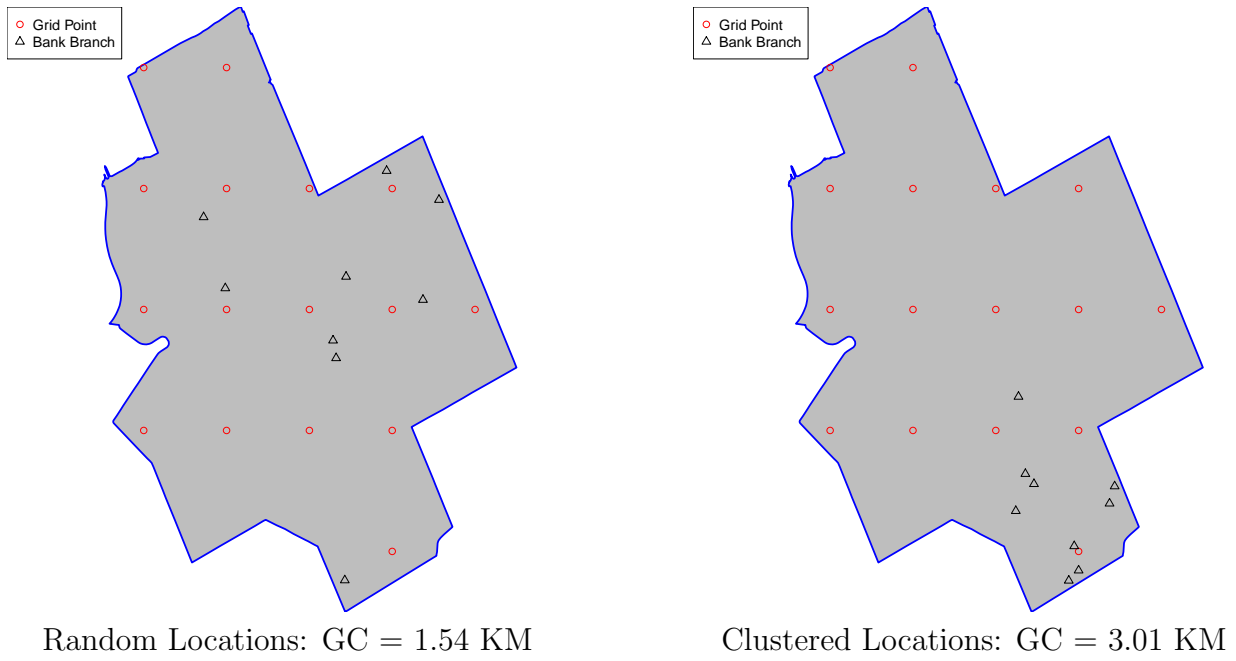 Grid Point
Bank Branch
Grid Point
Bank Branch
Random Locations: GC = 1.54 KM
Clustered Locations: GC = 3.01 KM